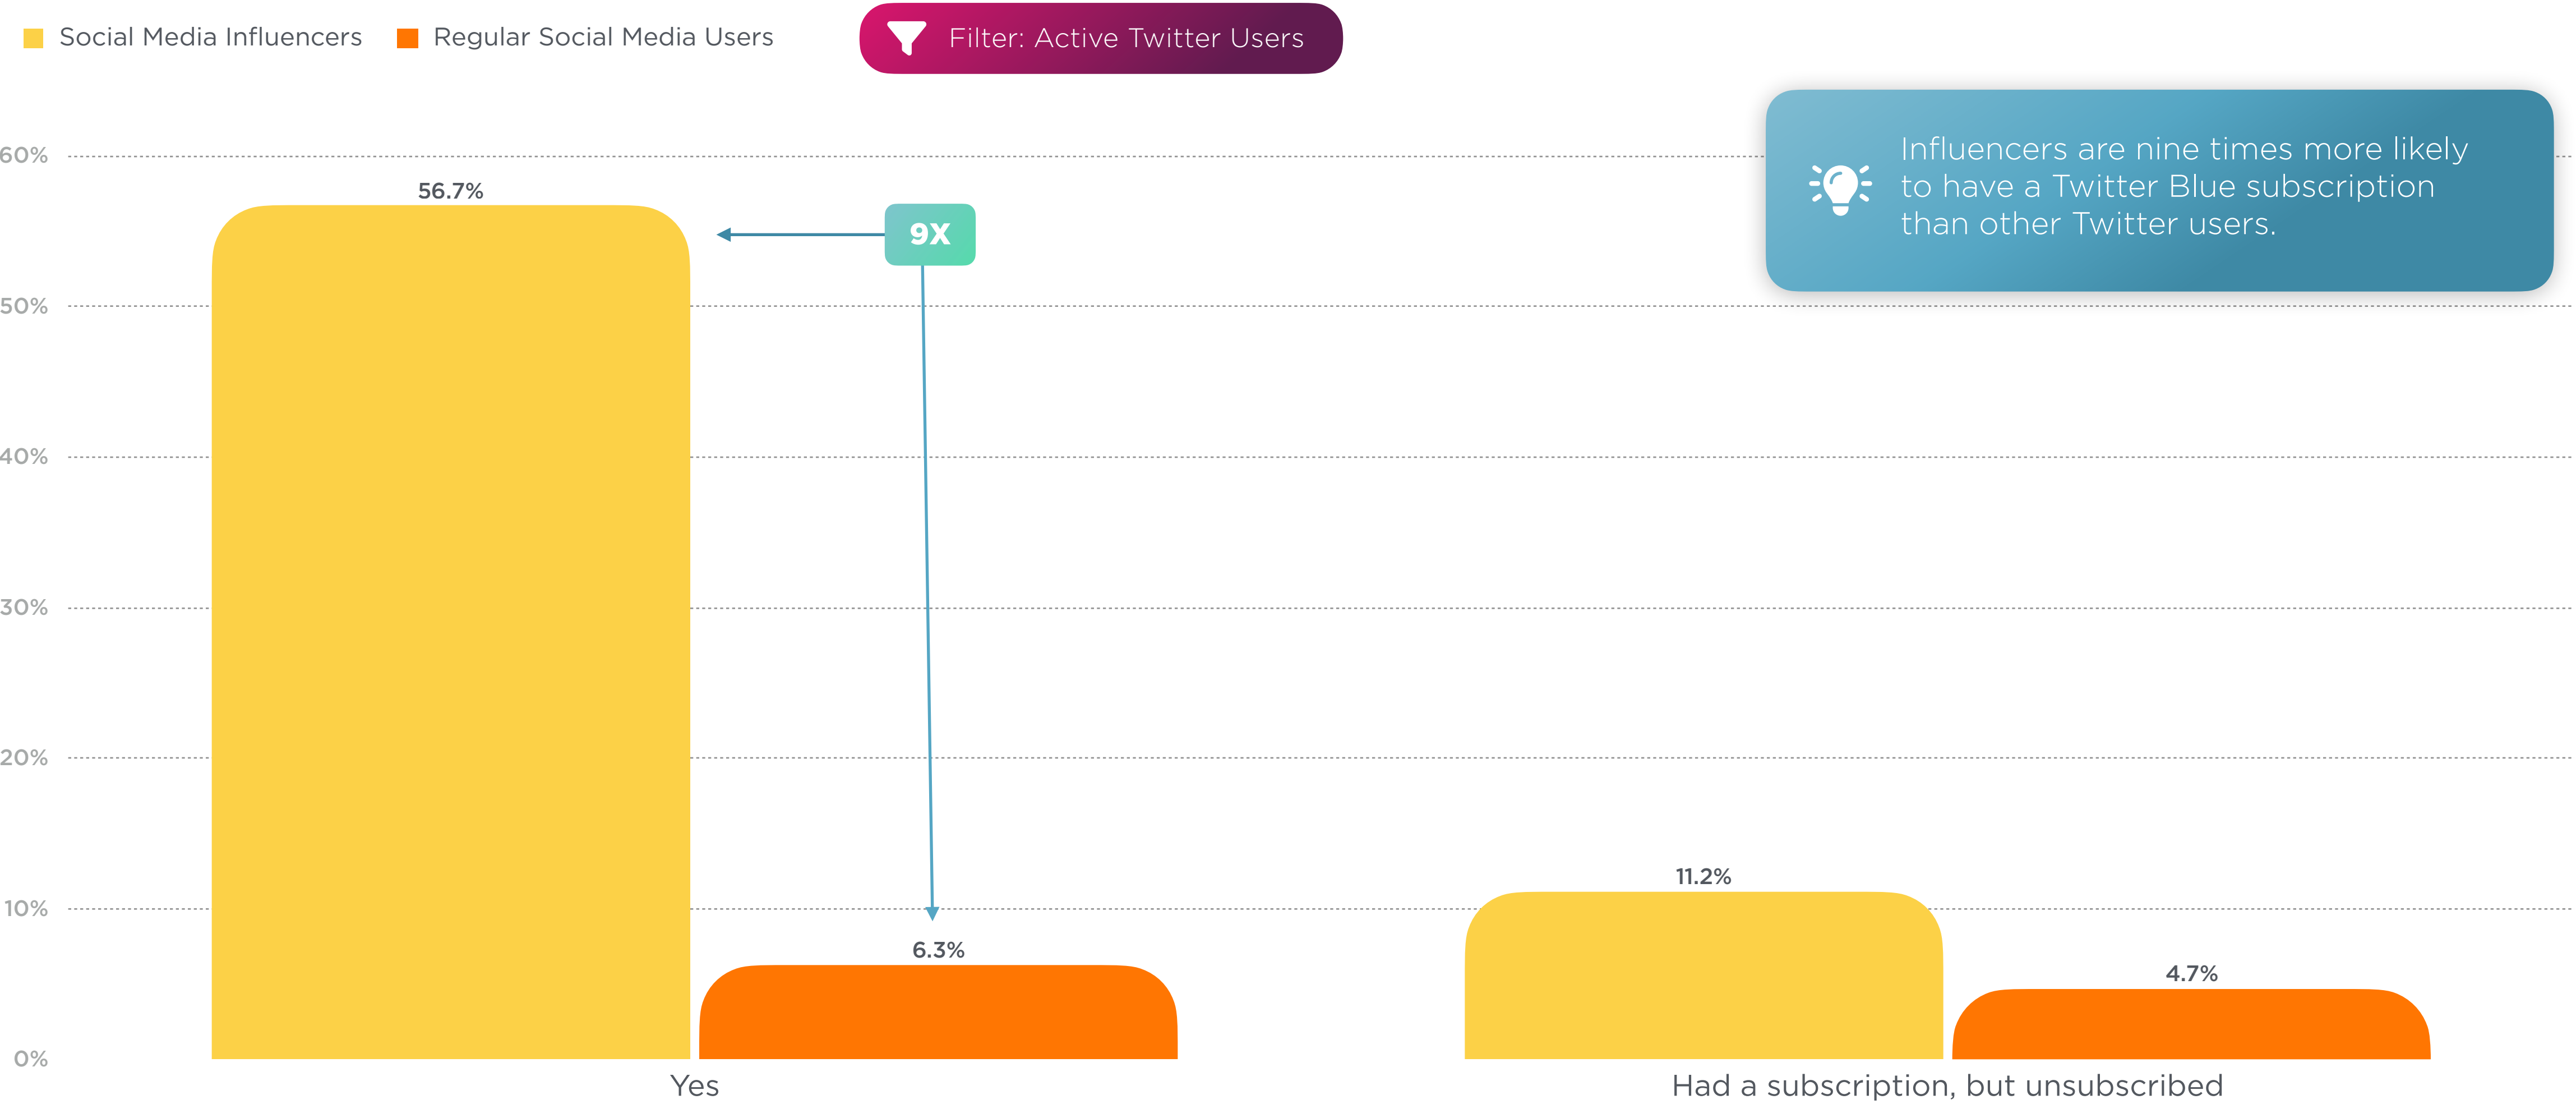 Social Media Influencers
Regular Social Media Users
Filter: Active Twitter Users
Influencers are nine times more likely
to have a Twitter Blue subscription
than other Twitter users.
60%
50%
40%
30%
20%
10%
0%
56.7%
9X
6.3%
11.2%
4.7%
Yes
Had a subscription, but unsubscribed